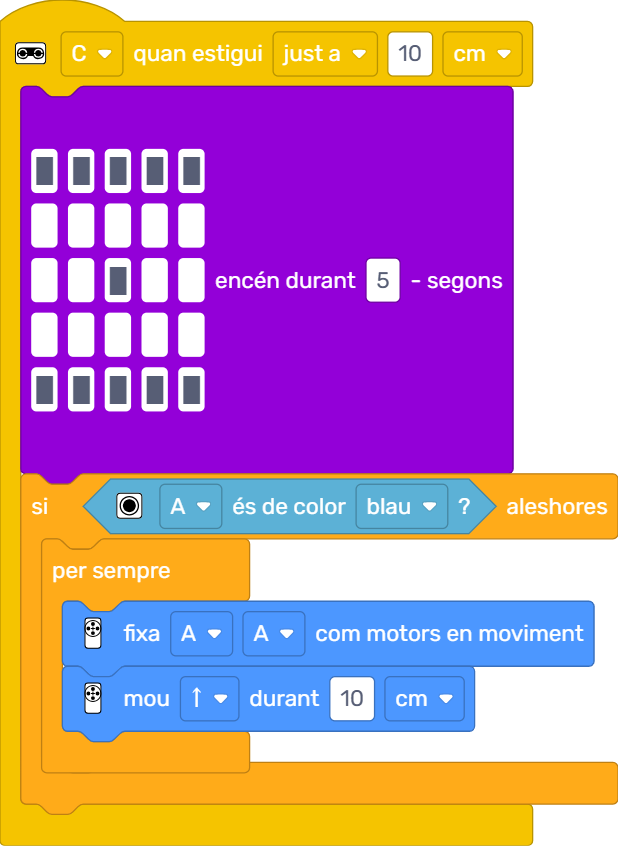 C quan estigui just a 10 cm
encén durant 5 - segons
si A és de color blau ? aleshores
per sempre
fixa A A com motors en moviment
mou ↑ durant 10 cm